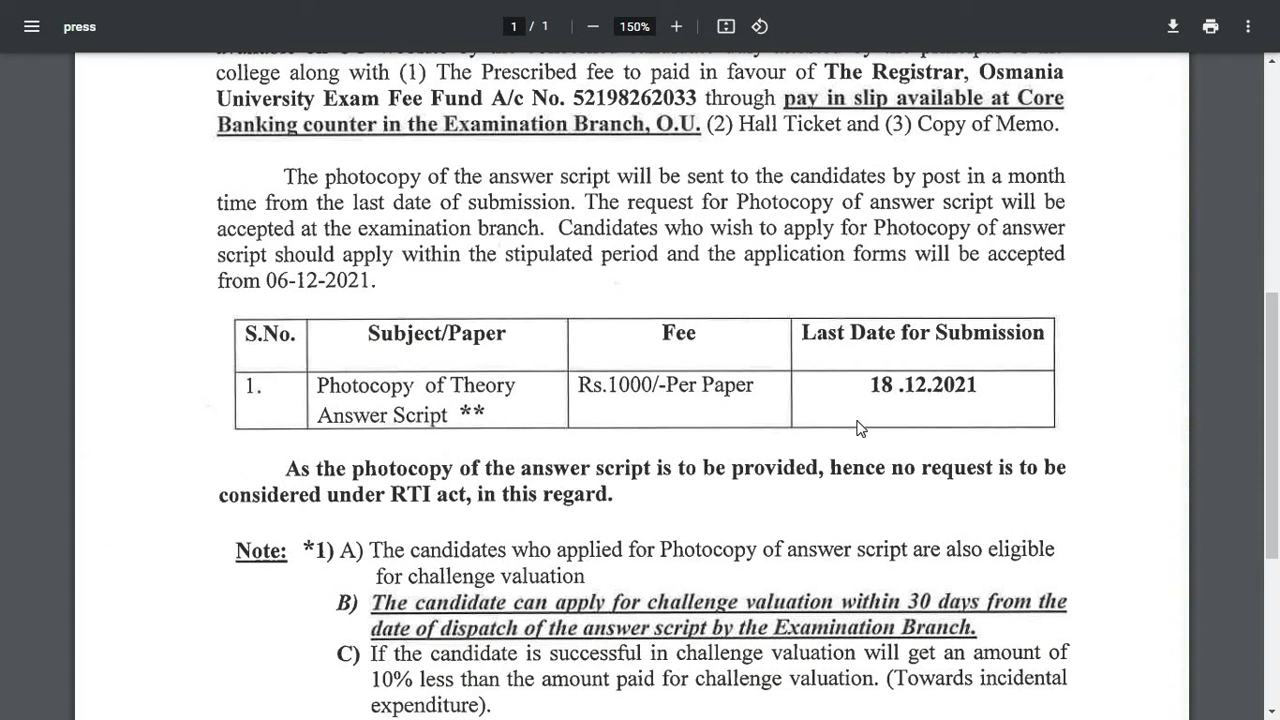 press
1 / 1
150%
college along with (1) The Prescribed fee to paid in favour of The Registrar, Osmania
University Exam Fee Fund A/c No. 52198262033 through pay in slip available at Core
Banking counter in the Examination Branch, O.U. (2) Hall Ticket and (3) Copy of Memo.
The photocopy of the answer script will be sent to the candidates by post in a month
time from the last date of submission. The request for Photocopy of answer script will be
accepted at the examination branch. Candidates who wish to apply for Photocopy of answer
script should apply within the stipulated period and the application forms will be accepted
from 06-12-2021.
S.No. Subject/Paper Fee Last Date for Submission
1. Photocopy of Theory Rs.1000/-Per Paper 18 .12.2021
Answer Script **
As the photocopy of the answer script is to be provided, hence no request is to be
considered under RTI act, in this regard.
Note: *1) A) The candidates who applied for Photocopy of answer script are also eligible
for challenge valuation
B) The candidate can apply for challenge valuation within 30 days from the
date of dispatch of the answer script by the Examination Branch.
C) If the candidate is successful in challenge valuation will get an amount of
10% less than the amount paid for challenge valuation. (Towards incidental
expenditure).